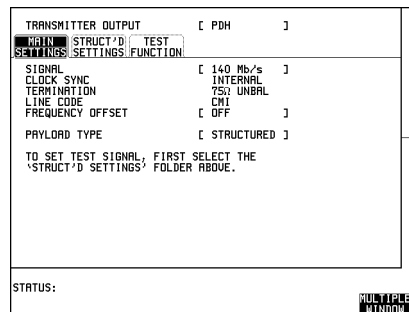 TRANSMITTER OUTPUT [ PDH ]
MAIN SETTINGS STRUCT'D SETTINGS TEST FUNCTION
SIGNAL [ 140 Mb/s ]
CLOCK SYNC INTERNAL
TERMINATION 75Ω UNBAL
LINE CODE CMI
FREQUENCY OFFSET [ OFF ]
PAYLOAD TYPE [ STRUCTURED ]
TO SET TEST SIGNAL, FIRST SELECT THE
'STRUCT'D SETTINGS' FOLDER ABOVE.
STATUS:
MULTIPLE
WINDOW